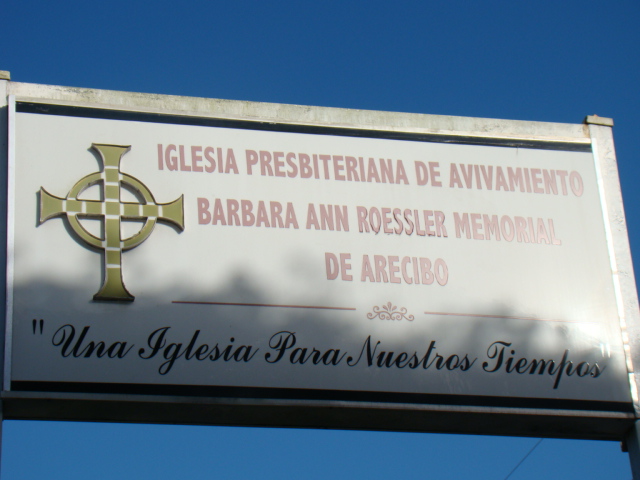 IGLESIA PRESBITERIANA DE AVIVAMIENTO
BARBARA ANN ROESSLER MEMORIAL
DE ARECIBO
"Una Iglesia Para Nuestros Tiempos"